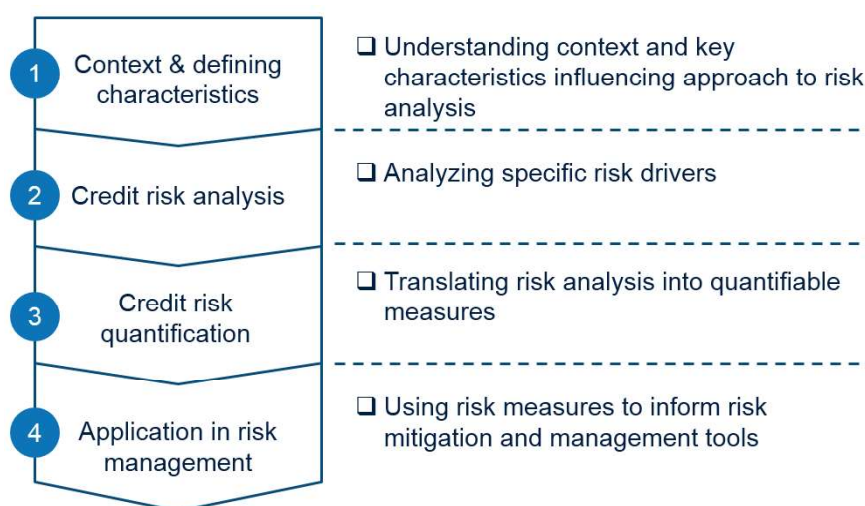 1
Context & defining
characteristics
❑ Understanding context and key
characteristics influencing approach to risk
analysis
2
Credit risk analysis
❑ Analyzing specific risk drivers
3
Credit risk
quantification
❑ Translating risk analysis into quantifiable
measures
4
Application in risk
management
❑ Using risk measures to inform risk
mitigation and management tools